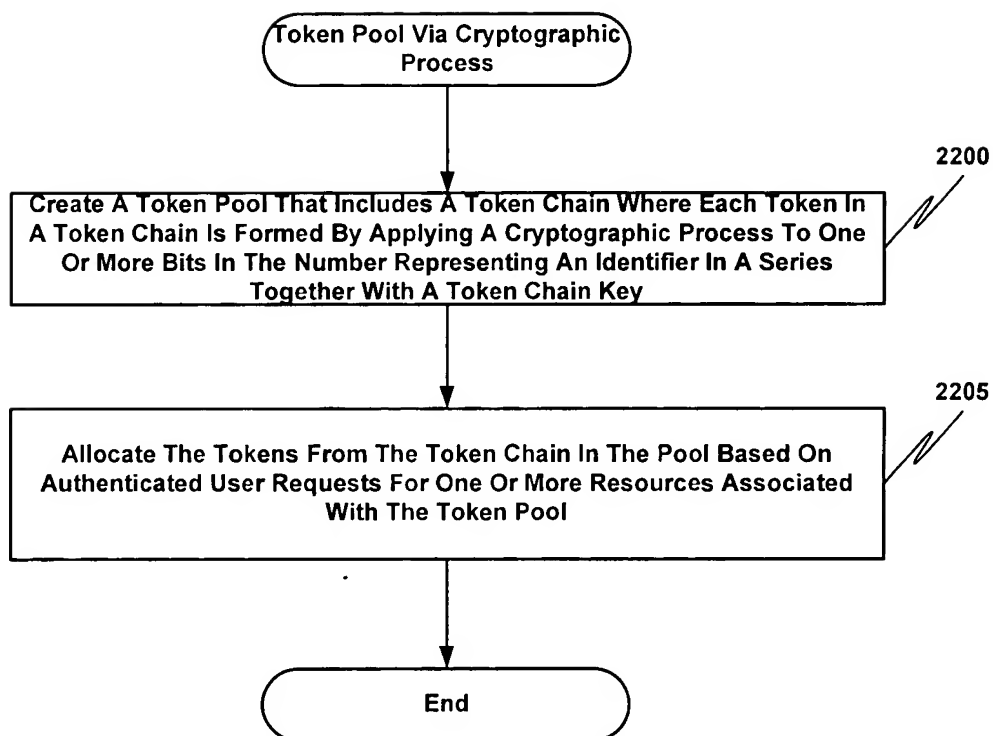 Token Pool Via Cryptographic
Process
2200
Create A Token Pool That Includes A Token Chain Where Each Token In
A Token Chain Is Formed By Applying A Cryptographic Process To One
Or More Bits In The Number Representing An Identifier In A Series
Together With A Token Chain Key
2205
Allocate The Tokens From The Token Chain In The Pool Based On
Authenticated User Requests For One Or More Resources Associated
With The Token Pool
End